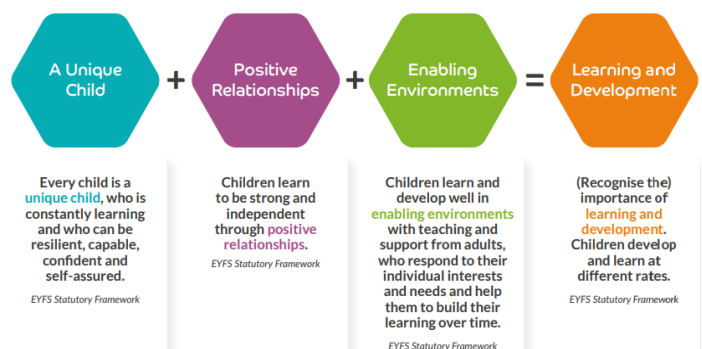 A Unique
Child
+
Positive
Relationships
+
Enabling
Environments
=
Learning and
Development
Every child is a
unique child, who is
constantly learning
and who can be
resilient, capable,
confident and
self-assured.
EYFS Statutory Framework
Children learn
to be strong and
independent
through positive
relationships.
EYFS Statutory Framework
Children learn and
develop well in
enabling environments
with teaching and
support from adults,
who respond to their
individual interests
and needs and help
them to build their
learning over time.
EYFS Statutory Framework
(Recognise the)
importance of
learning and
development.
Children develop
and learn at
different rates.
EYFS Statutory Framework